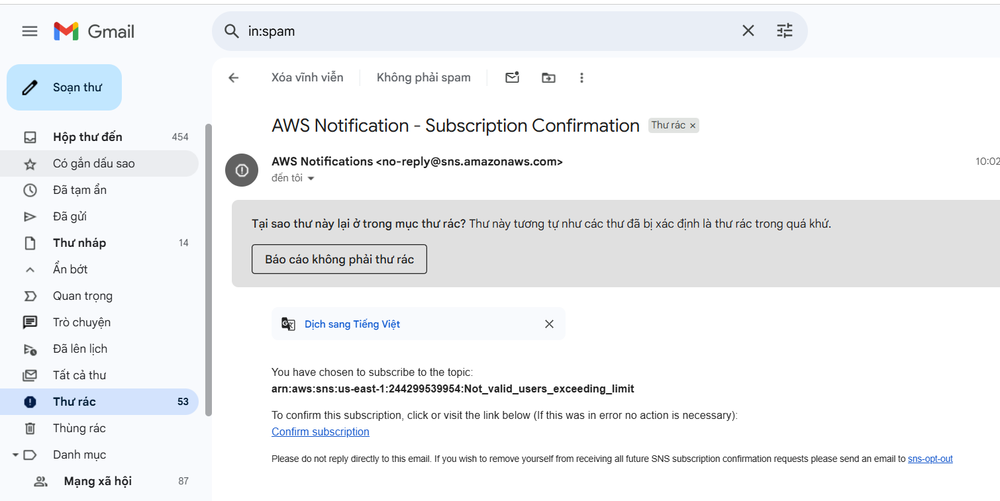 Gmail
in:spam
Soạn thư
Xóa vĩnh viễn
Không phải spam
AWS Notification - Subscription Confirmation
Thư rác ×
AWS Notifications <no-reply@sns.amazonaws.com>
10:02
đến tôi
Tại sao thư này lại ở trong mục thư rác? Thư này tương tự như các thư đã bị xác định là thư rác trong quá khứ.
Báo cáo không phải thư rác
Dịch sang Tiếng Việt
You have chosen to subscribe to the topic:
arn:aws:sns:us-east-1:244299539954:Not_valid_users_exceeding_limit
To confirm this subscription, click or visit the link below (If this was in error no action is necessary):
Confirm subscription
Please do not reply directly to this email. If you wish to remove yourself from receiving all future SNS subscription confirmation requests please send an email to sns-opt-out
Hộp thư đến 454
Có gắn dấu sao
Đã tạm ẩn
Đã gửi
Thư nháp 14
Ẩn bớt
Quan trọng
Trò chuyện
Đã lên lịch
Tất cả thư
Thư rác 53
Thùng rác
Danh mục
Mạng xã hội 87